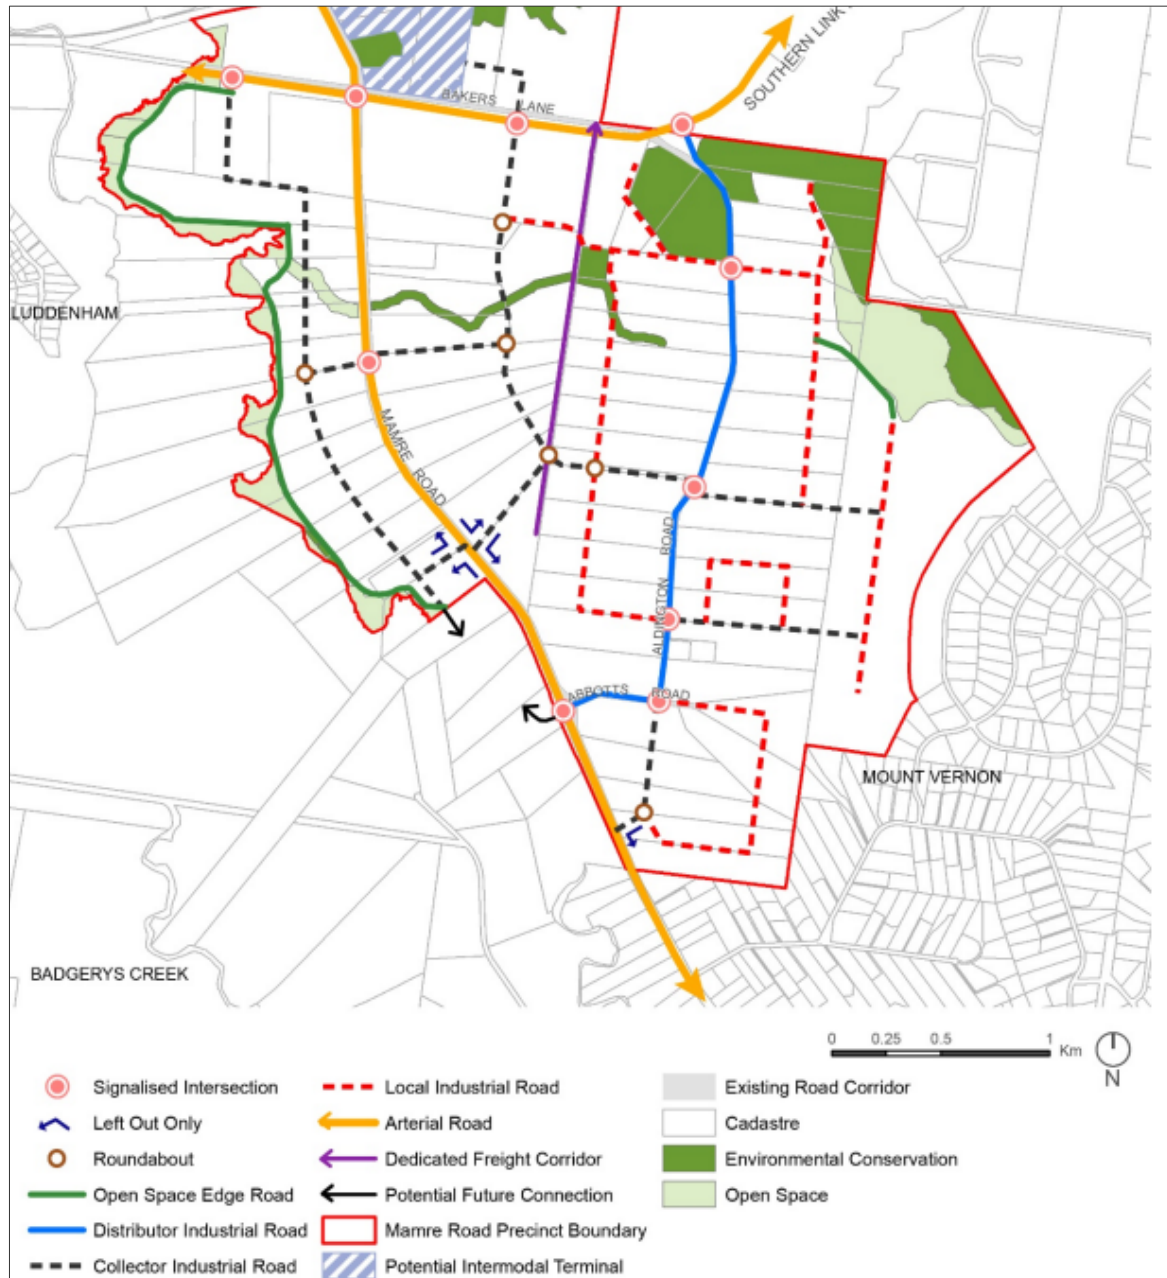 SOUTHERN LINK
BAKERS LANE
LUDDENHAM
MAMRE ROAD
ALDINGTON ROAD
ABBOTTS ROAD
MOUNT VERNON
BADGERYS CREEK
0 0.25 0.5 1 Km
N
Signalised Intersection
Left Out Only
Roundabout
Open Space Edge Road
Distributor Industrial Road
Collector Industrial Road
Local Industrial Road
Arterial Road
Dedicated Freight Corridor
Potential Future Connection
Mamre Road Precinct Boundary
Potential Intermodal Terminal
Existing Road Corridor
Cadastre
Environmental Conservation
Open Space